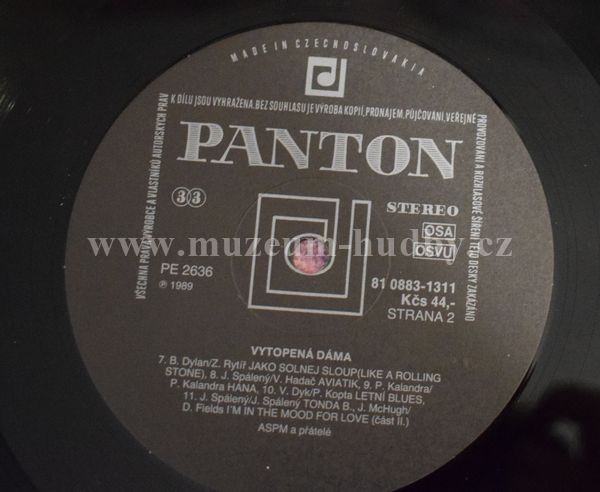 MADE IN CZECHOSLOVAKIA
VŠECHNA PRÁVA VÝROBCE A VLASTNÍKŮ AUTORSKÝCH PRÁV K DÍLU JSOU VYHRAŽENA. BEZ SOUHLASU JE VÝROBA KOPIÍ, PRONÁJEM, PŮJČOVÁNÍ, VEŘEJNÉ PROVOZOVÁNÍ A ROZHLASOVÉ ŠÍŘENÍ TÉTO DESKY ZAKÁZÁNO
PANTON
33 STEREO
OSA
OSVU
www.muzeum-hudby.cz
PE 2636 81 0883-1311
℗ 1989 Kčs 44,-
STRANA 2
VYTOPENÁ DÁMA
7. B. Dylan/Z. Rytíř JAKO SOLNEJ SLOUP(LIKE A ROLLING
STONE), 8. J. Spálený/V. Hadač AVIATIK, 9. P. Kalandra/
P. Kalandra HANA, 10. V. Dyk/P. Kopta LETNÍ BLUES,
11. J. Spálený/J. Spálený TONDA B., J. McHugh/
D. Fields I'M IN THE MOOD FOR LOVE (část II.)
ASPM a přátelé